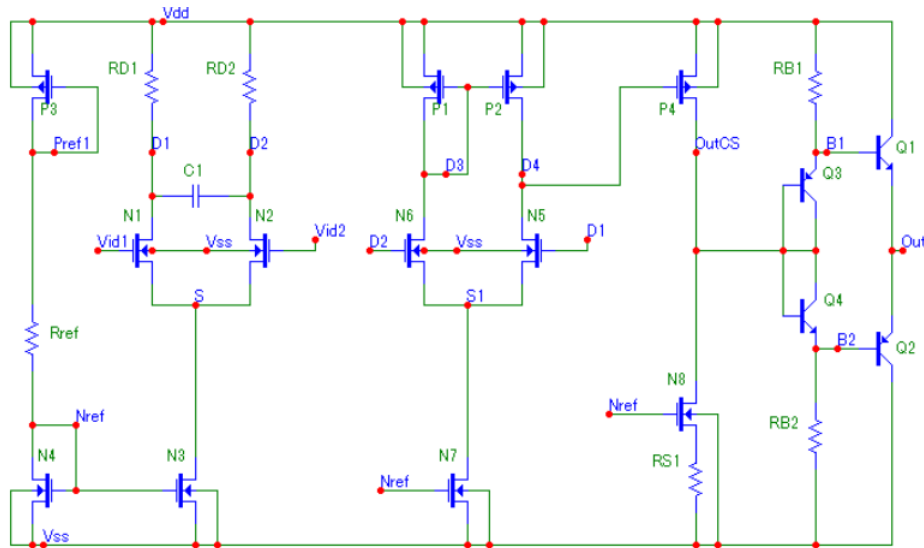 Vdd
RD1 RD2 RB1
P3 P1 P2 P4
Pref1 D1 D2 D3 D4 OutCS B1 Q1
C1 Q3
N1 N2 Vid2 N6 N5 D1
Vid1 Vss D2 Vss Out
S S1 Q4
Rref B2 Q2
N8
Nref Nref RB2
N4 N3 N7 RS1
Nref
Vss